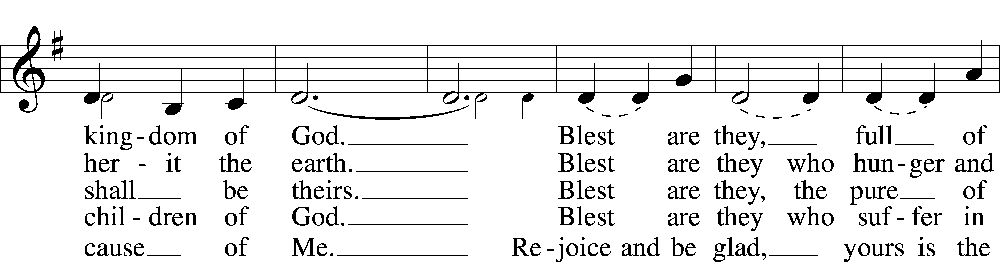 king-dom of God. Blest are they, full of
her-it the earth. Blest are they who hun-ger and
shall be theirs. Blest are they, the pure of
chil-dren of God. Blest are they who suf-fer in
cause of Me. Re-joice and be glad, yours is the